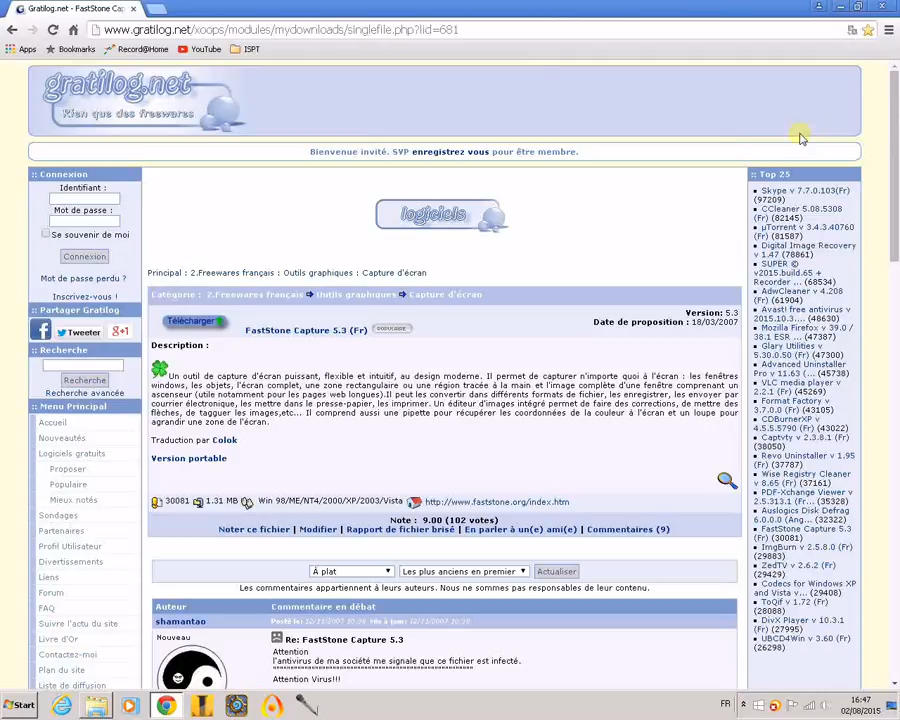 Gratilog.net - FastStone Cap
www.gratilog.net/xoops/modules/mydownloads/singlefile.php?lid=681
Apps Bookmarks Record@Home YouTube ISPT
gratilog.net
Rien que des freewares
Bienvenue invité. SVP enregistrez vous pour être membre.
:: Connexion
Identifiant :
Mot de passe :
Se souvenir de moi
Connexion
Mot de passe perdu ?
Inscrivez-vous !
:: Partager Gratilog
Tweeter +1
:: Recherche
Recherche
Recherche avancée
:: Menu Principal
Accueil
Nouveautés
Logiciels gratuits
Proposer
Populaire
Mieux notés
Sondages
Partenaires
Profil Utilisateur
Divertissements
Liens
Forum
FAQ
Suivre l'actu du site
Livre d'Or
Contactez-moi
Plan du site
Liste de diffusion
logiciels
Principal : 2.Freewares français : Outils graphiques : Capture d'écran
Catégorie : 2.Freewares français Outils graphiques Capture d'écran
Télécharger
FastStone Capture 5.3 (Fr)
POPULAIRE
Version: 5.3
Date de proposition : 18/03/2007
Description :
Un outil de capture d'écran puissant, flexible et intuitif, au design moderne. Il permet de capturer n'importe quoi à l'écran : les fenêtres
windows, les objets, l'écran complet, une zone rectangulaire ou une région tracée à la main et l'image complète d'une fenêtre comprenant un
ascenseur (utile notamment pour les pages web longues).Il peut les convertir dans différents formats de fichier, les enregistrer, les envoyer par
courrier électronique, les mettre dans le presse-papier, les imprimer. Un éditeur d'images intégré permet de faire des corrections, de mettre des
flèches, de tagguer les images,etc... Il comprend aussi une pipette pour récupérer les coordonnées de la couleur à l'écran et un loupe pour
agrandir une zone de l'écran.
Traduction par Colok
Version portable
30081 1.31 MB Win 98/ME/NT4/2000/XP/2003/Vista http://www.faststone.org/index.htm
Note : 9.00 (102 votes)
Noter ce fichier | Modifier | Rapport de fichier brisé | En parler à un(e) ami(e) | Commentaires (9)
À plat Les plus anciens en premier Actualiser
Les commentaires appartiennent à leurs auteurs. Nous ne sommes pas responsables de leur contenu.
Auteur Commentaire en débat
shamantao Posté le: 12/11/2007 10:38 Mis à jour: 12/11/2007 10:38
Nouveau
Re: FastStone Capture 5.3
Attention
l'antivirus de ma société me signale que ce fichier est infecté.
Attention Virus!!!
:: Top 25
Skype v 7.7.0.103(Fr)
(97209)
CCleaner 5.08.5308
(Fr) (82145)
µTorrent v 3.4.3.40760
(Fr) (81587)
Digital Image Recovery
v 1.47 (78861)
SUPER ©
v2015.build.65 +
Recorder ... (68534)
AdwCleaner v 4.208
(Fr) (61904)
Avast! free antivirus v
2015.10.3.... (48630)
Mozilla Firefox v 39.0 /
38.1 ESR ... (47387)
Glary Utilities v
5.30.0.50 (Fr) (47300)
Advanced Uninstaller
Pro v 11.63 (... (45738)
VLC media player v
2.2.1 (Fr) (45269)
Format Factory v
3.7.0.0 (Fr) (43105)
CDBurnerXP v
4.5.5.5790 (Fr) (43022)
Captvty v 2.3.8.1 (Fr)
(38050)
Revo Uninstaller v 1.95
(Fr) (37787)
Wise Registry Cleaner
v 8.65 (Fr) (37161)
PDF-Xchange Viewer v
2.5.313.1 (Fr)... (35328)
Auslogics Disk Defrag
6.0.0.0 (Ang... (32322)
FastStone Capture 5.3
(Fr) (30081)
ImgBurn v 2.5.8.0 (Fr)
(29883)
ZedTV v 2.6.2 (Fr)
(29429)
Codecs for Windows XP
and Vista v... (29408)
ToQif v 1.72 (Fr)
(28088)
DivX Player v 10.3.1
(Fr) (27995)
UBCD4Win v 3.60 (Fr)
(26298)
Start
FR
16:47
02/08/2015